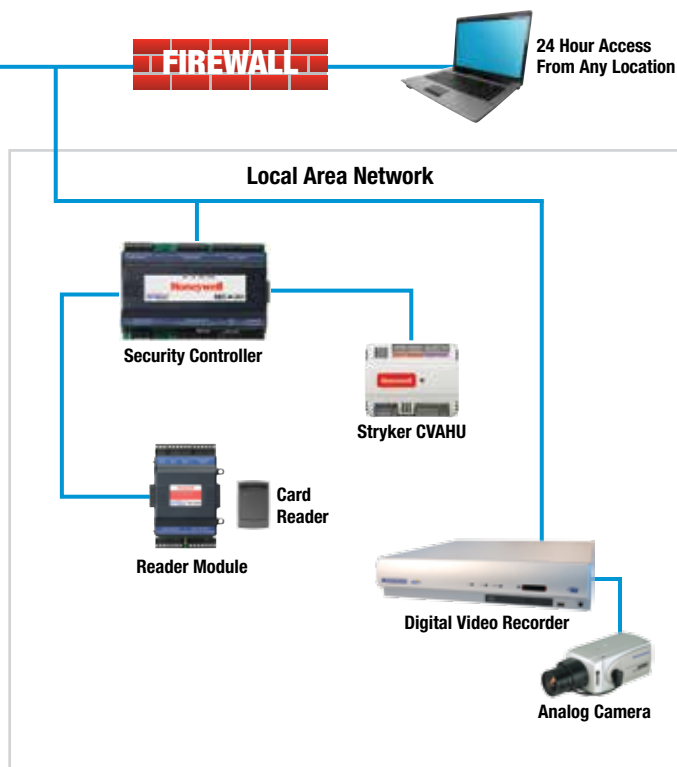 FIREWALL
24 Hour Access
From Any Location
Local Area Network
Honeywell
Security Controller
Honeywell
Stryker CVAHU
Card
Reader
Reader Module
Digital Video Recorder
Analog Camera